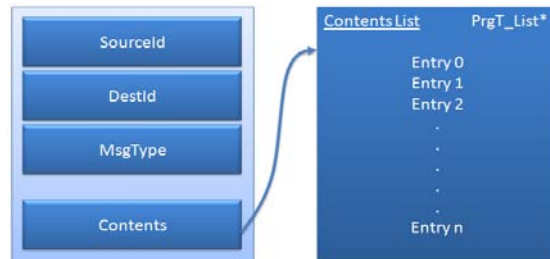 SourceId
DestId
MsgType
Contents
Contents List PrgT_List*
Entry 0
Entry 1
Entry 2
.
.
.
.
.
Entry n